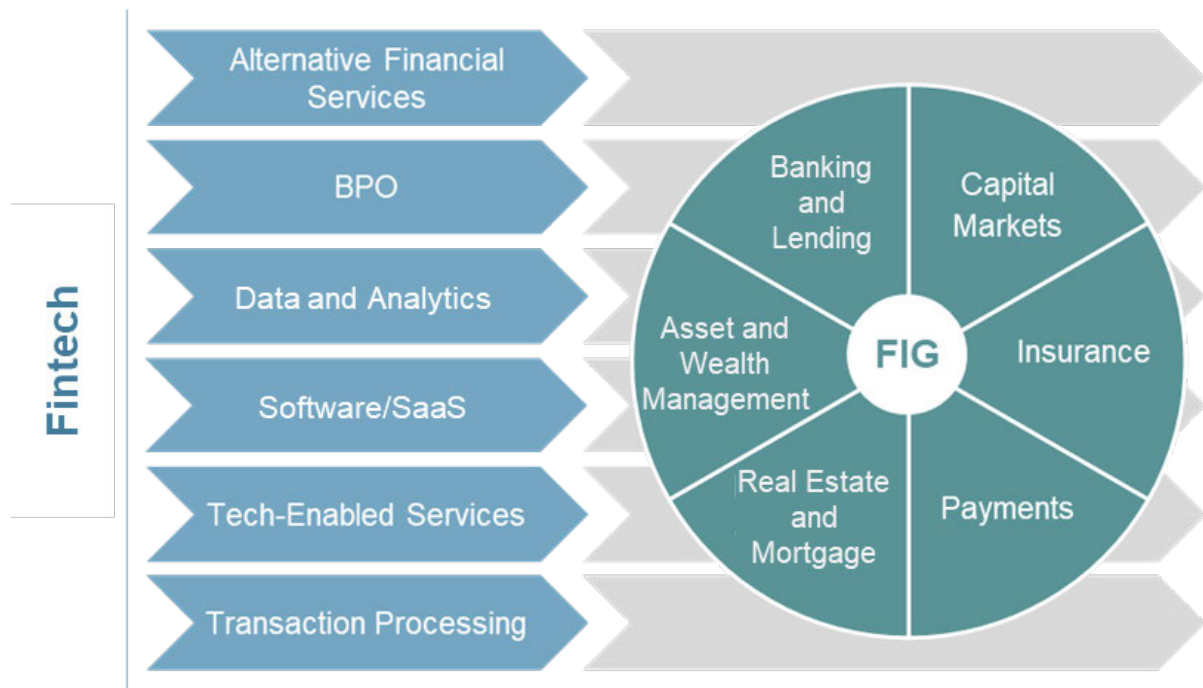 Fintech
Alternative Financial
Services
BPO
Data and Analytics
Software/SaaS
Tech-Enabled Services
Transaction Processing
Banking
and
Lending
Capital
Markets
Asset and
Wealth
Management
FIG
Insurance
Real Estate
and
Mortgage
Payments